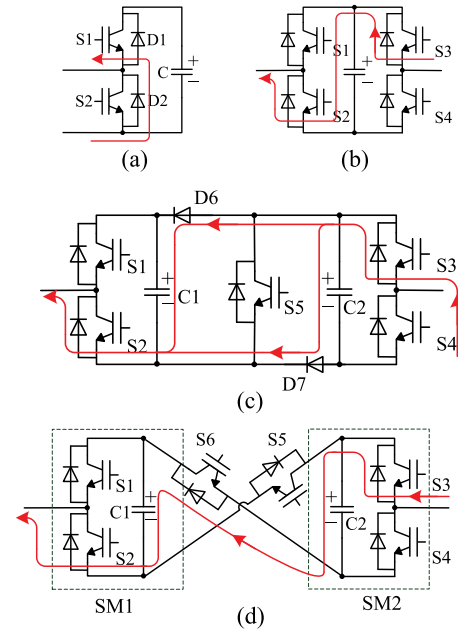 S1 D1
C + −
S2 D2
(a)
S1 + − S3
S2 S4
(b)
D6
S1 + − C1 S5 + − C2 S3
S2 S4
D7
(c)
S6 S5
S1 C1 + − C2 + − S3
S2 S4
SM1 SM2
(d)